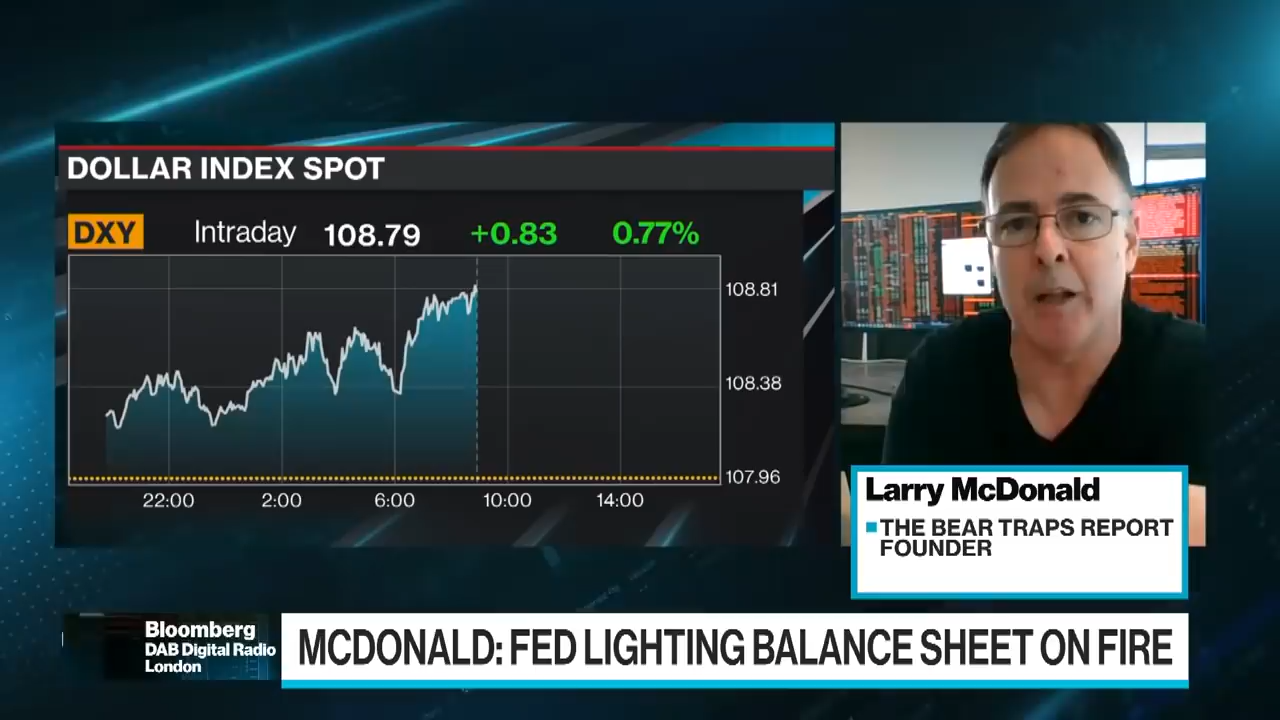 DOLLAR INDEX SPOT
DXY Intraday 108.79 +0.83 0.77%
108.81
108.38
107.96
22:00 2:00 6:00 10:00 14:00
Larry McDonald
THE BEAR TRAPS REPORT
FOUNDER
Bloomberg
DAB Digital Radio
London
MCDONALD: FED LIGHTING BALANCE SHEET ON FIRE